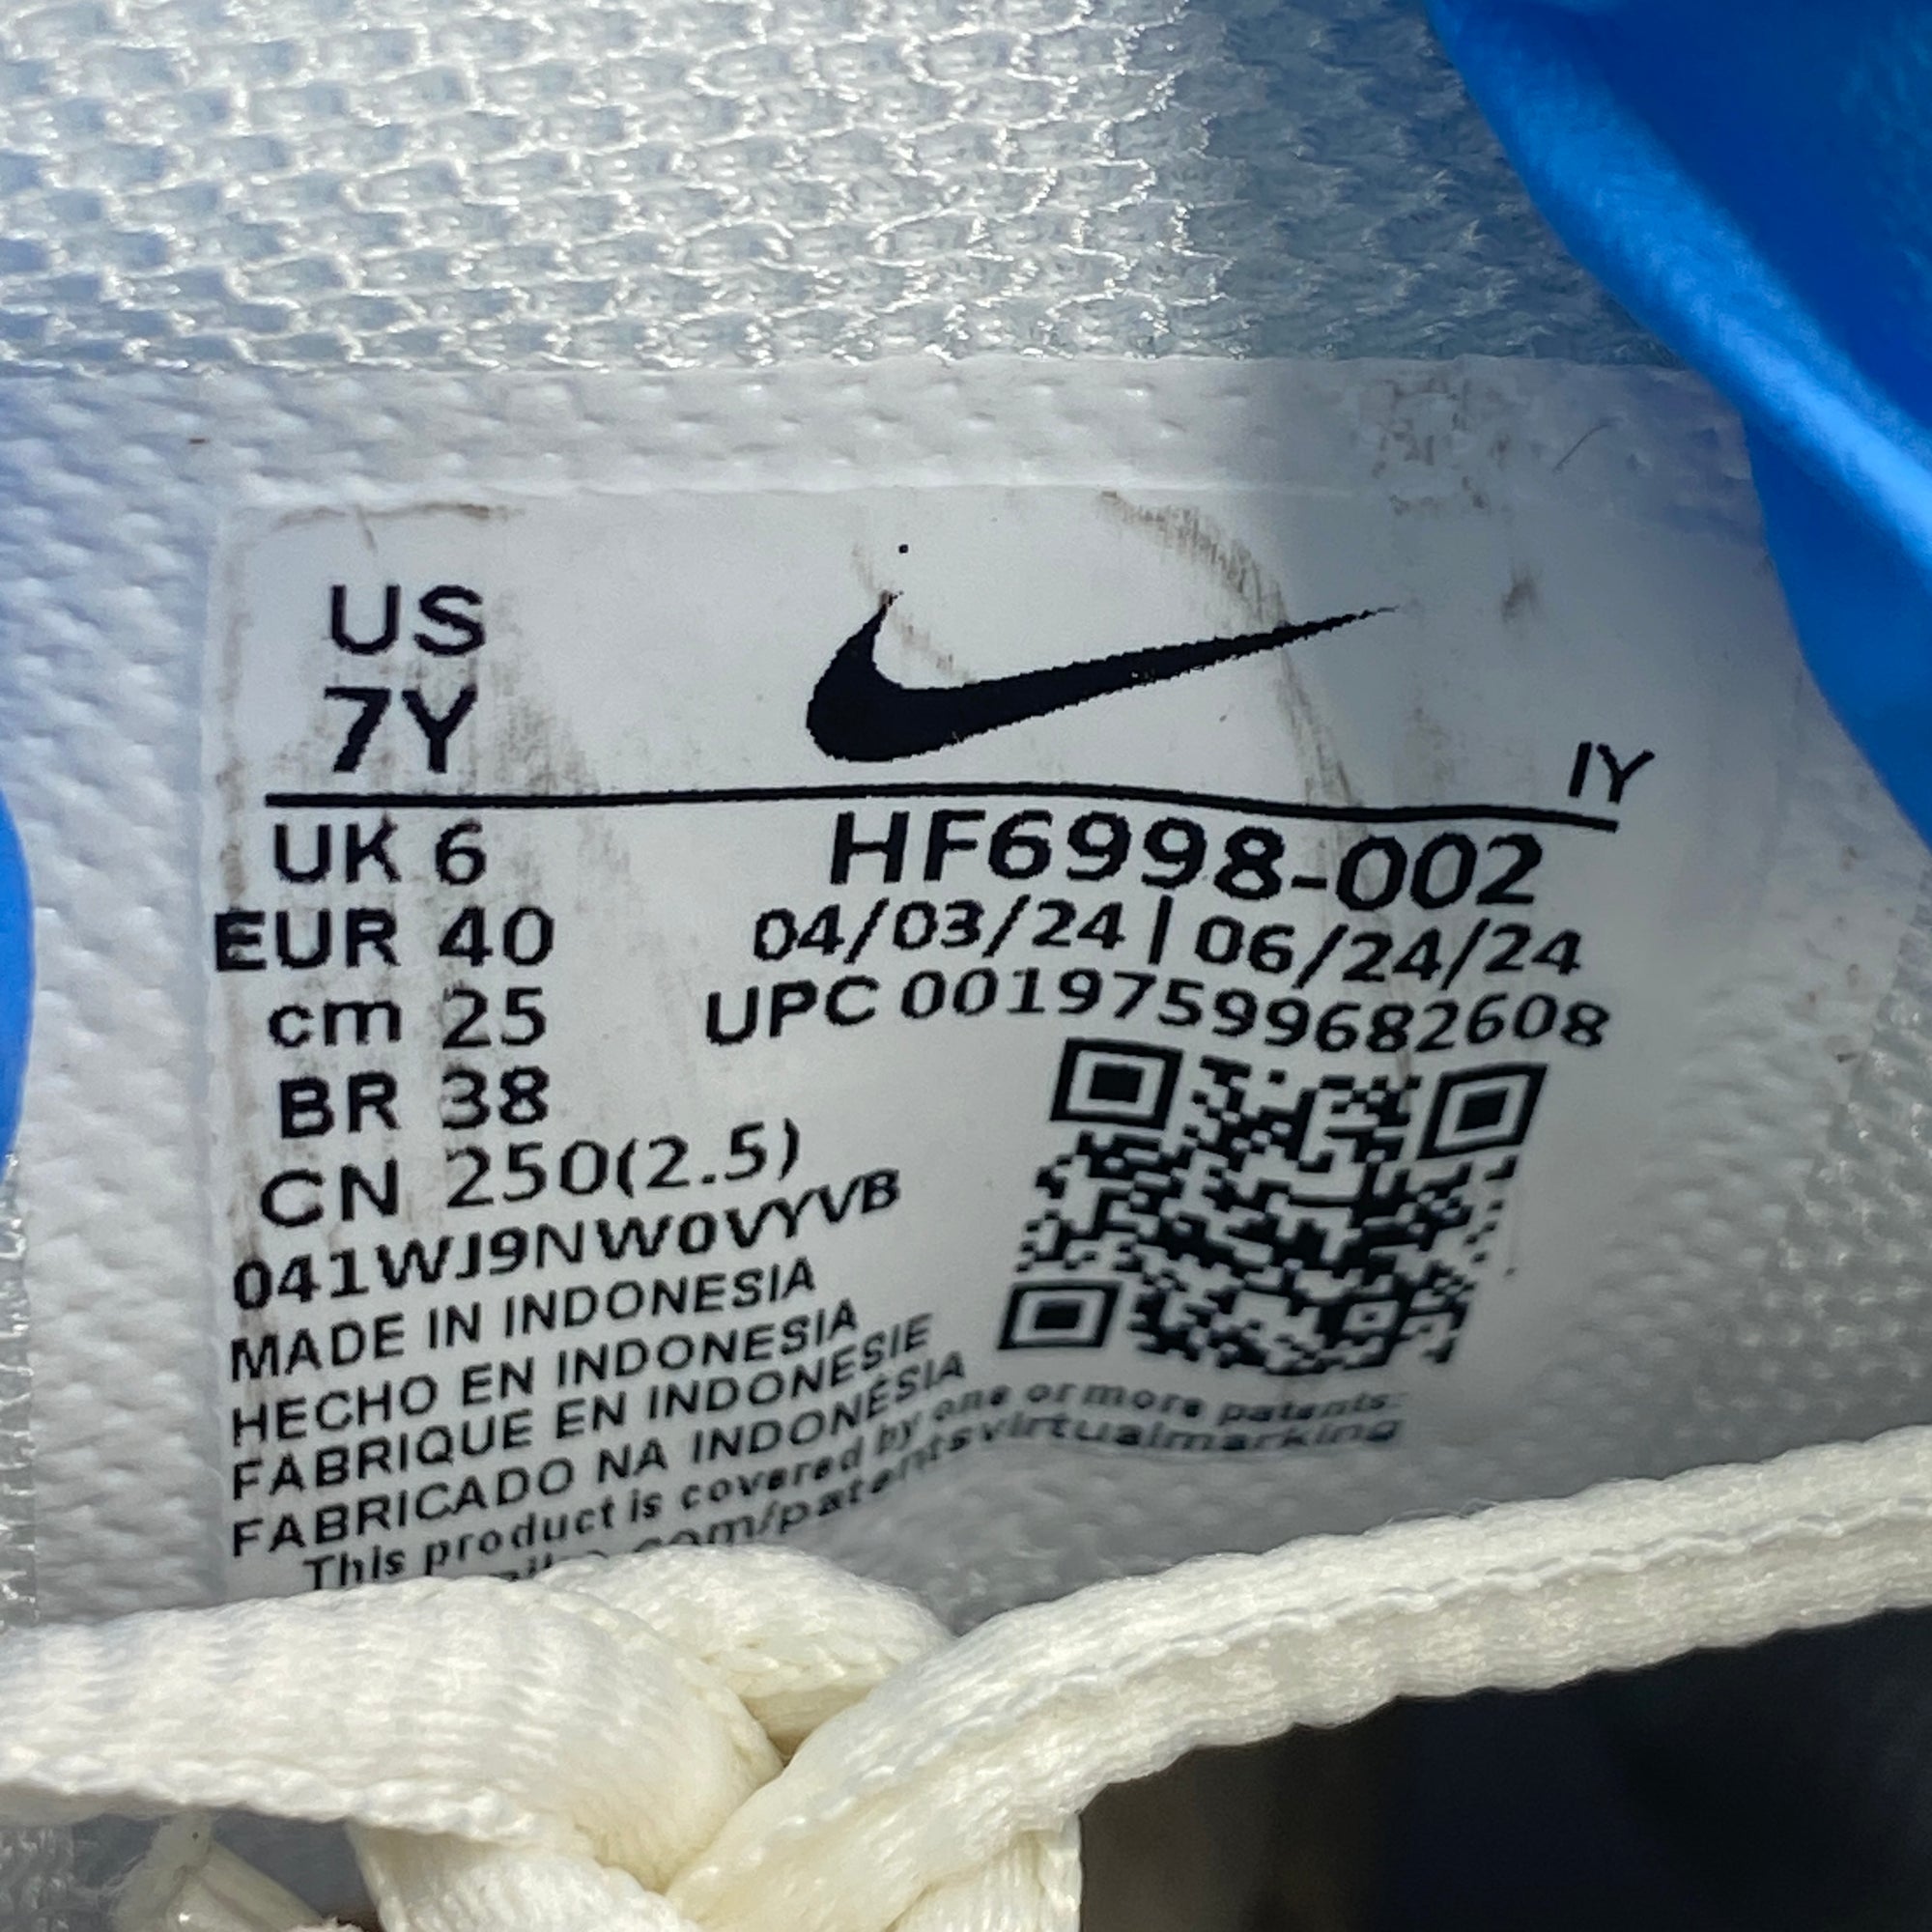 US
7Y
IY
UK 6
EUR 40
cm 25
BR 38
CN 250(2.5)
HF6998-002
04/03/24 | 06/24/24
UPC 00197599682608
041WJ9NW0VYVB
MADE IN INDONESIA
HECHO EN INDONESIA
FABRIQUE EN INDONESIE
FABRICADO NA INDONÉSIA
This product is covered by one or more patents:
com/patentsvirtualmarking